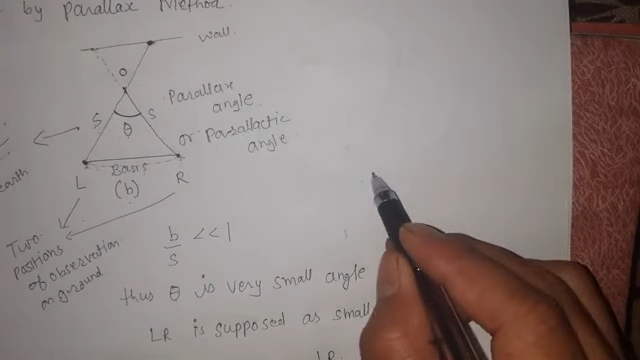 by Parallax Method.
wall
O
Parallax
angle.
S
S
θ
or Parallactic
angle
earth
Basis
L
(b)
R
Two
positions
of observation
on ground
b/s << 1
thus θ is very small angle
LR is supposed as small
LR